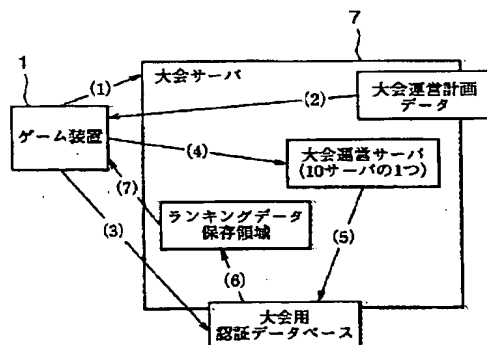 7
1
大会サーバ
(1)
(2)
大会運営計画
データ
ゲーム装置
(4)
大会運営サーバ
(10サーバの1つ)
(7)
ランキングデータ
保存領域
(3)
(5)
(6)
大会用
認証データベース